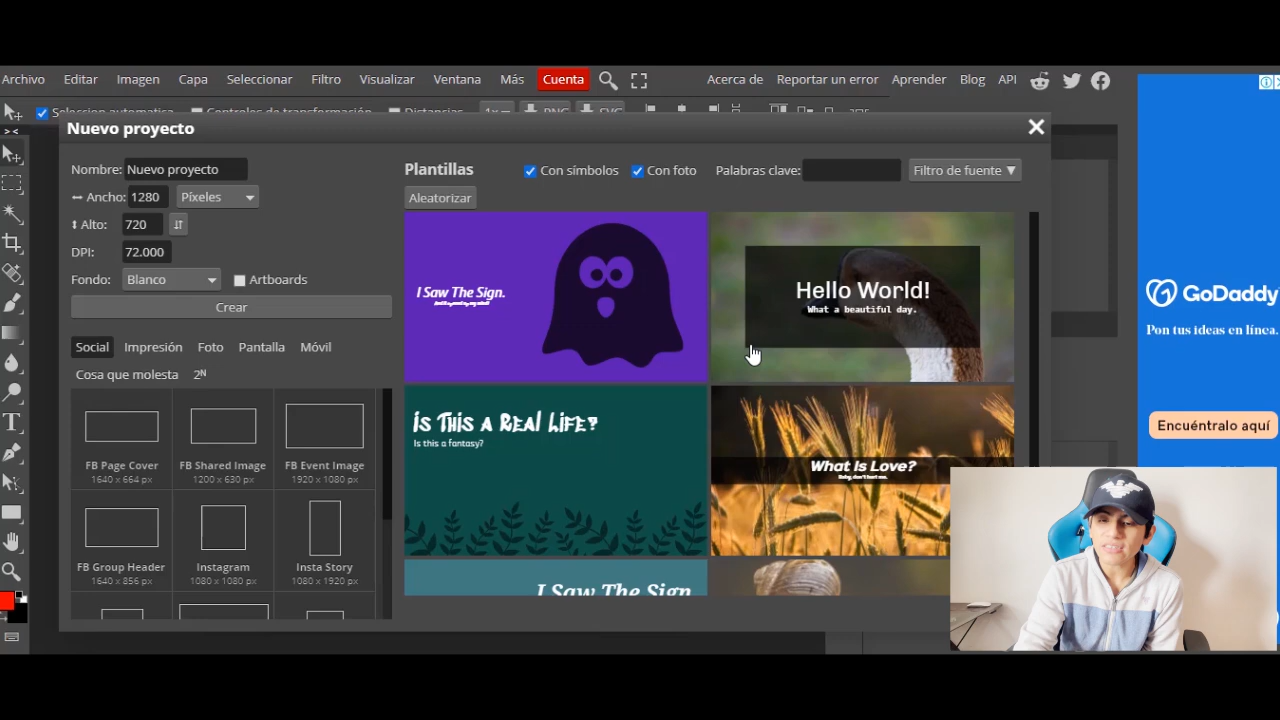 Archivo Editar Imagen Capa Seleccionar Filtro Visualizar Ventana Más Cuenta Acerca de Reportar un error Aprender Blog API
Nuevo proyecto
Nombre: Nuevo proyecto
Plantillas Con símbolos Con foto Palabras clave: Filtro de fuente ▼
Ancho: 1280 Píxeles
Aleatorizar
Alto: 720
DPI: 72.000
Fondo: Blanco Artboards
Crear
Social Impresión Foto Pantalla Móvil
Cosa que molesta 2ᴺ
FB Page Cover
1640 x 664 px
FB Shared Image
1200 x 630 px
FB Event Image
1920 x 1080 px
FB Group Header
1640 x 856 px
Instagram
1080 x 1080 px
Insta Story
1080 x 1920 px
I Saw The Sign.
Hello World!
What a beautiful day.
Is This a Real Life?
Is this a fantasy?
What Is Love?
Baby, don't hurt me.
I Saw The Sign
GoDaddy
Pon tus ideas en línea.
Encuéntralo aquí